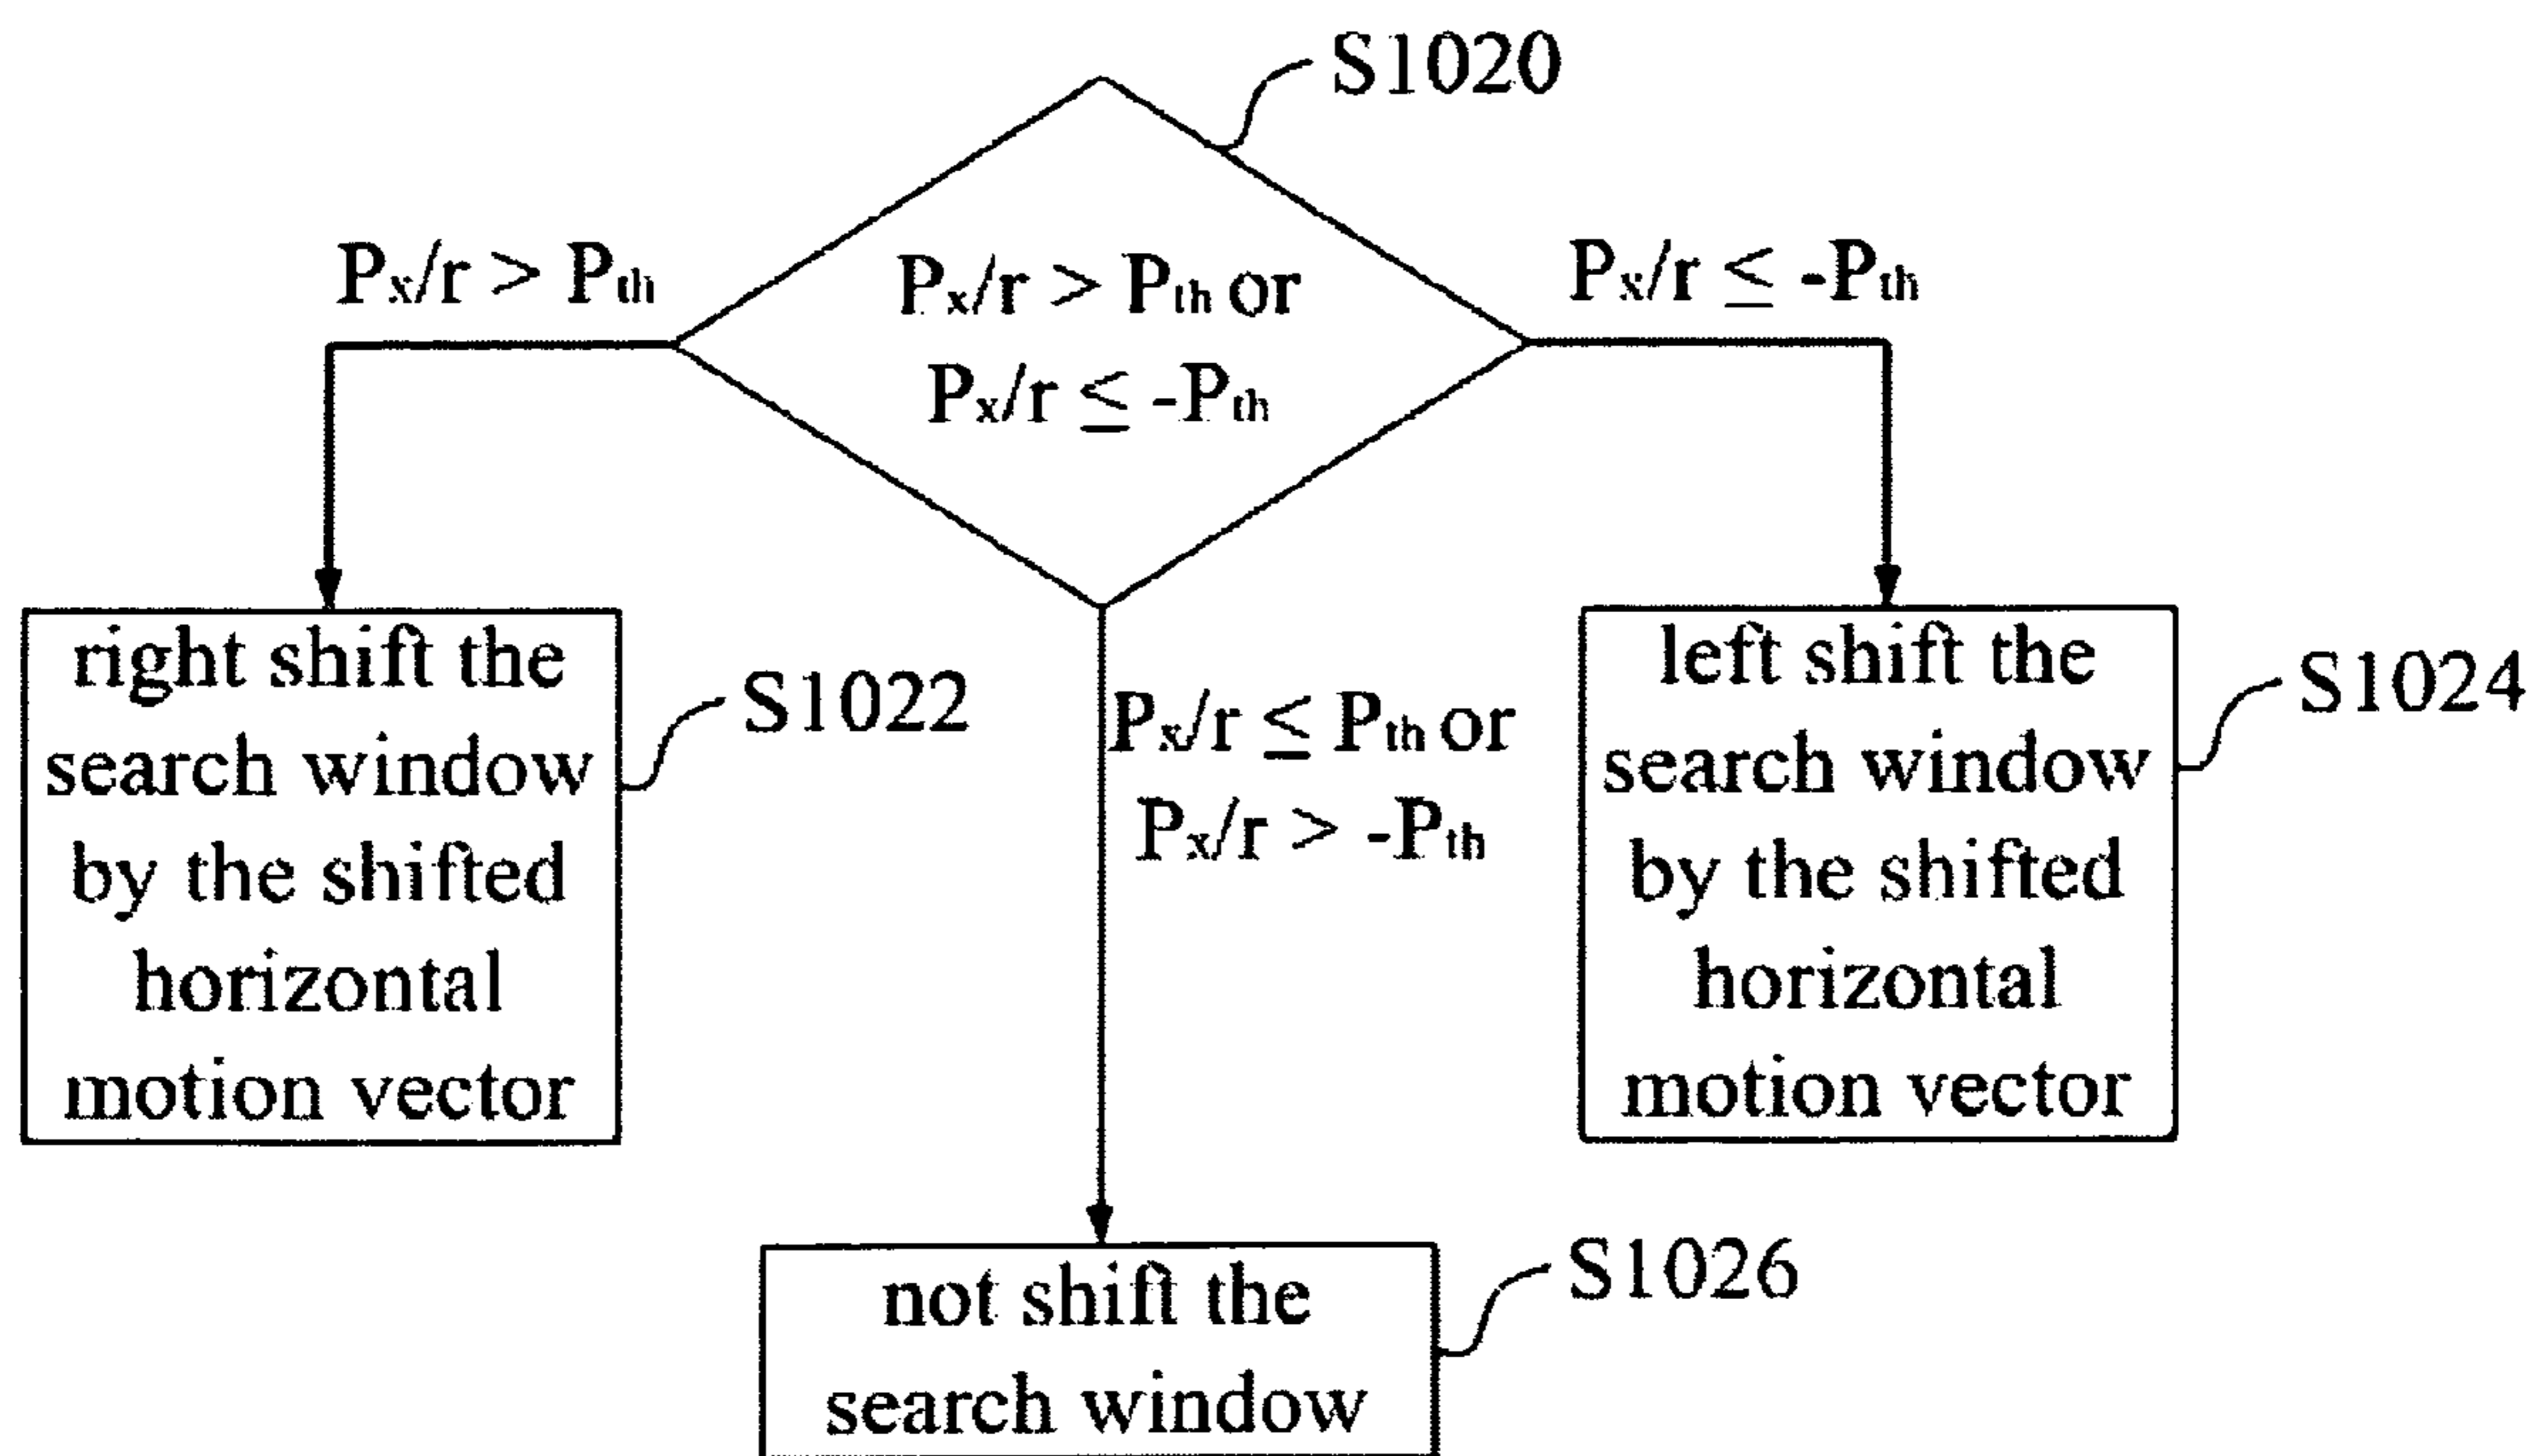 S1020
Px/r > Pth
Px/r > Pth or
Px/r ≤ -Pth
Px/r ≤ -Pth
right shift the
search window
by the shifted
horizontal
motion vector
S1022
Px/r ≤ Pth or
Px/r > -Pth
left shift the
search window
by the shifted
horizontal
motion vector
S1024
not shift the
search window
S1026